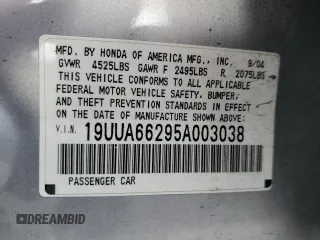 MFD. BY HONDA OF AMERICA MFG., INC. 9/04
GVWR 4525LBS GAWR F 2495LBS R 2075LBS
THIS VEHICLE CONFORMS TO ALL APPLICABLE
FEDERAL MOTOR VEHICLE SAFETY, BUMPER,
AND THEFT PREVENTION STANDARDS IN EFFECT
ON THE DATE OF MANUFACTURE SHOWN ABOVE
V.I.N. 19UUA66295A003038
PASSENGER CAR
©DREAMBID